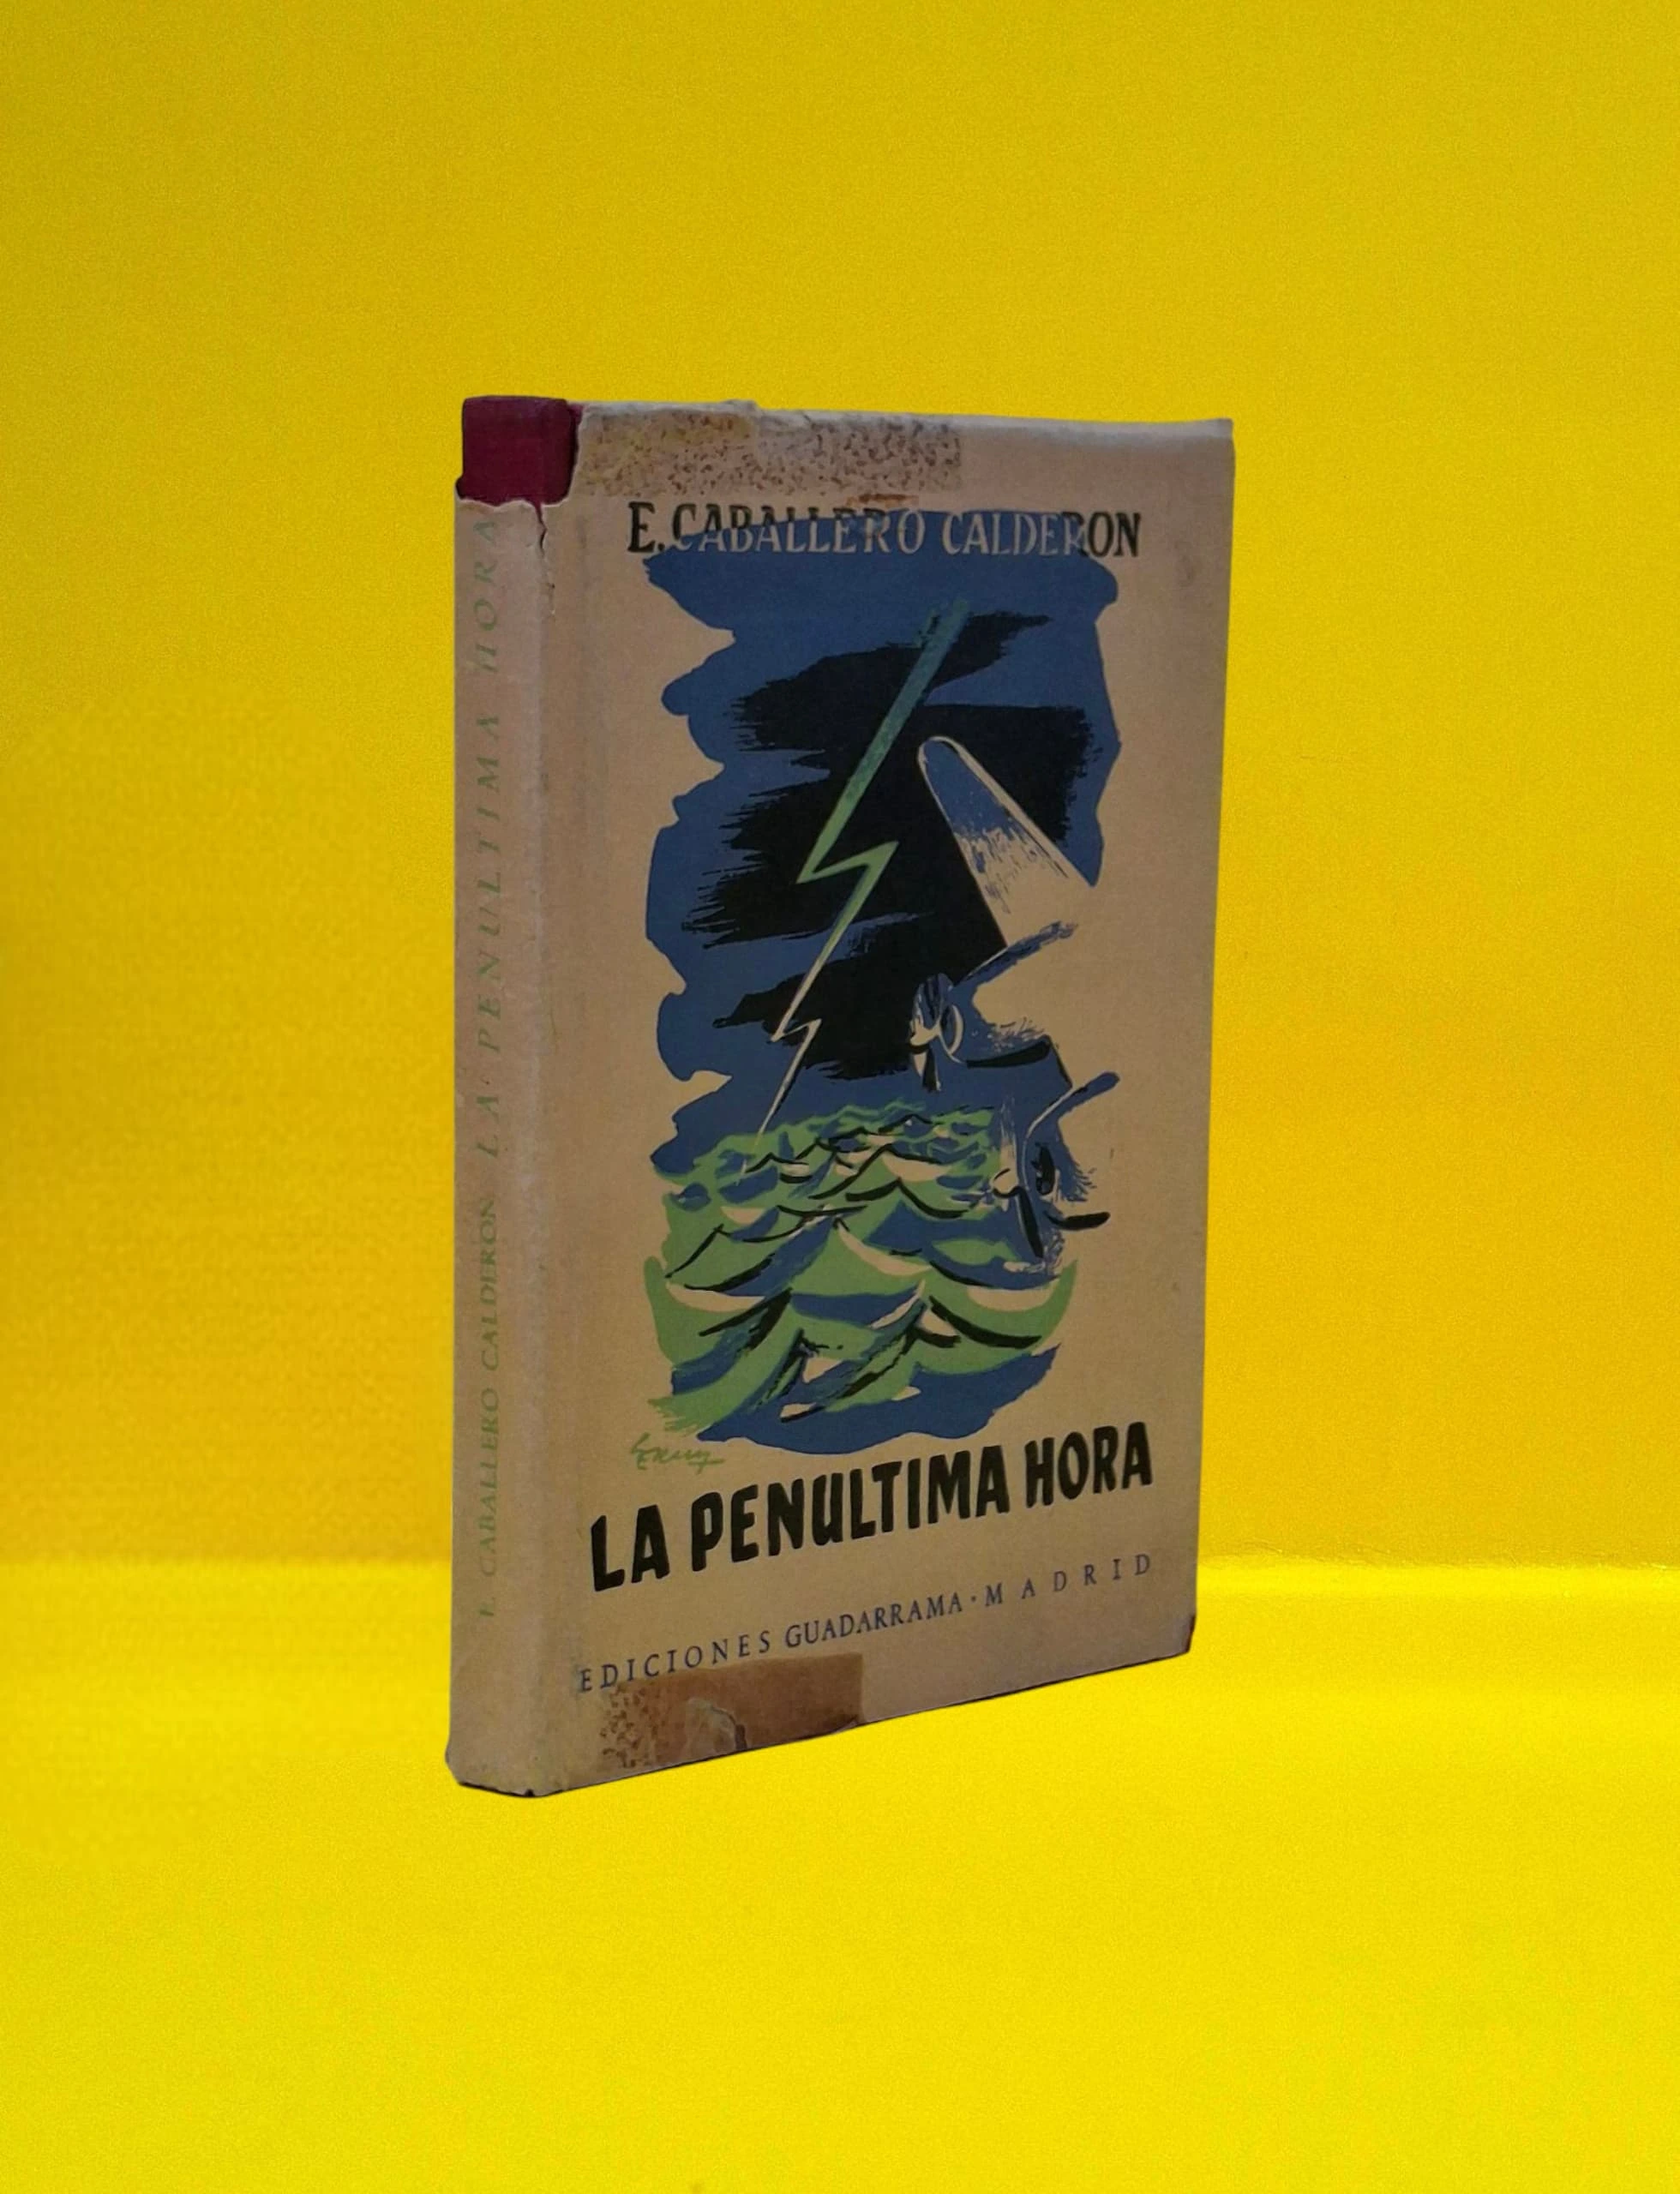 E. CABALLERO CALDERON
LA PENULTIMA HORA
EDICIONES GUADARRAMA · MADRID
E. CABALLERO CALDERON LA PENULTIMA HORA